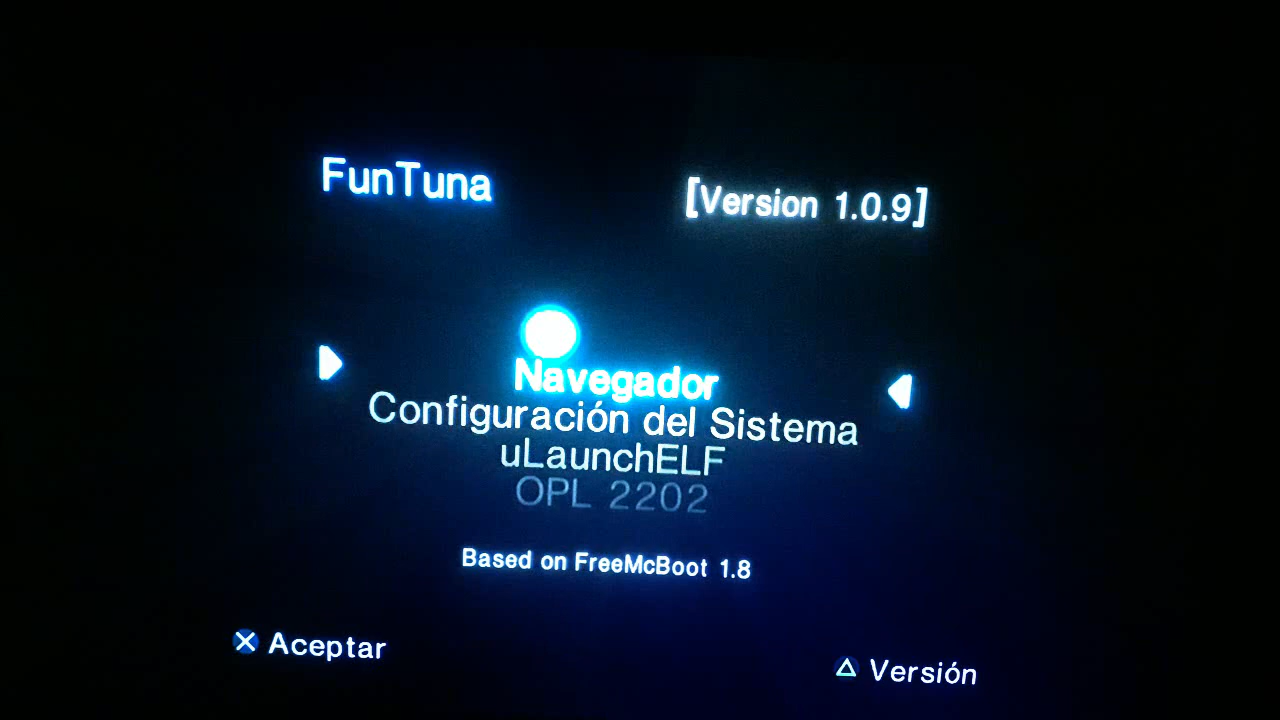 FunTuna
[Version 1.0.9]
Navegador
Configuración del Sistema
uLaunchELF
OPL 2202
Based on FreeMcBoot 1.8
Aceptar
Versión